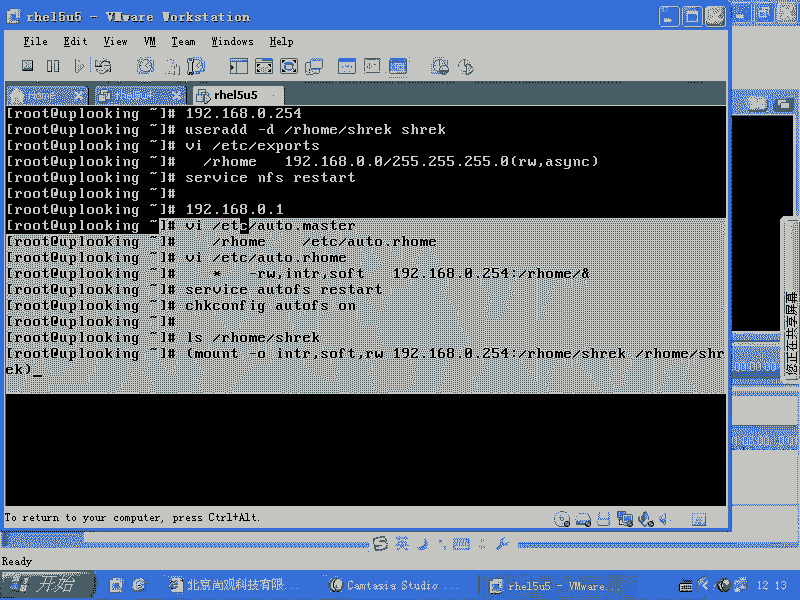 rhel5u5 - VMware Workstation
File Edit View VM Team Windows Help
rhel5u5
[root@uplooking ~]# 192.168.0.254
[root@uplooking ~]# useradd -d /rhome/shrek shrek
[root@uplooking ~]# vi /etc/exports
[root@uplooking ~]#   /rhome   192.168.0.0/255.255.255.0(rw,async)
[root@uplooking ~]# service nfs restart
[root@uplooking ~]#
[root@uplooking ~]# 192.168.0.1
[root@uplooking ~]# vi /etc/auto.master
[root@uplooking ~]#    /rhome    /etc/auto.rhome
[root@uplooking ~]# vi /etc/auto.rhome
[root@uplooking ~]#    *   -rw,intr,soft   192.168.0.254:/rhome/&
[root@uplooking ~]# service autofs restart
[root@uplooking ~]# chkconfig autofs on
[root@uplooking ~]#
[root@uplooking ~]# ls /rhome/shrek
[root@uplooking ~]# (mount -o intr,soft,rw 192.168.0.254:/rhome/shrek /rhome/shr
ek)_
您正在共享屏幕
To return to your computer, press Ctrl+Alt.
英
Ready
开始
北京尚观科技有限...
Camtasia Studio ...
rhel5u5 - VMware...
12 13